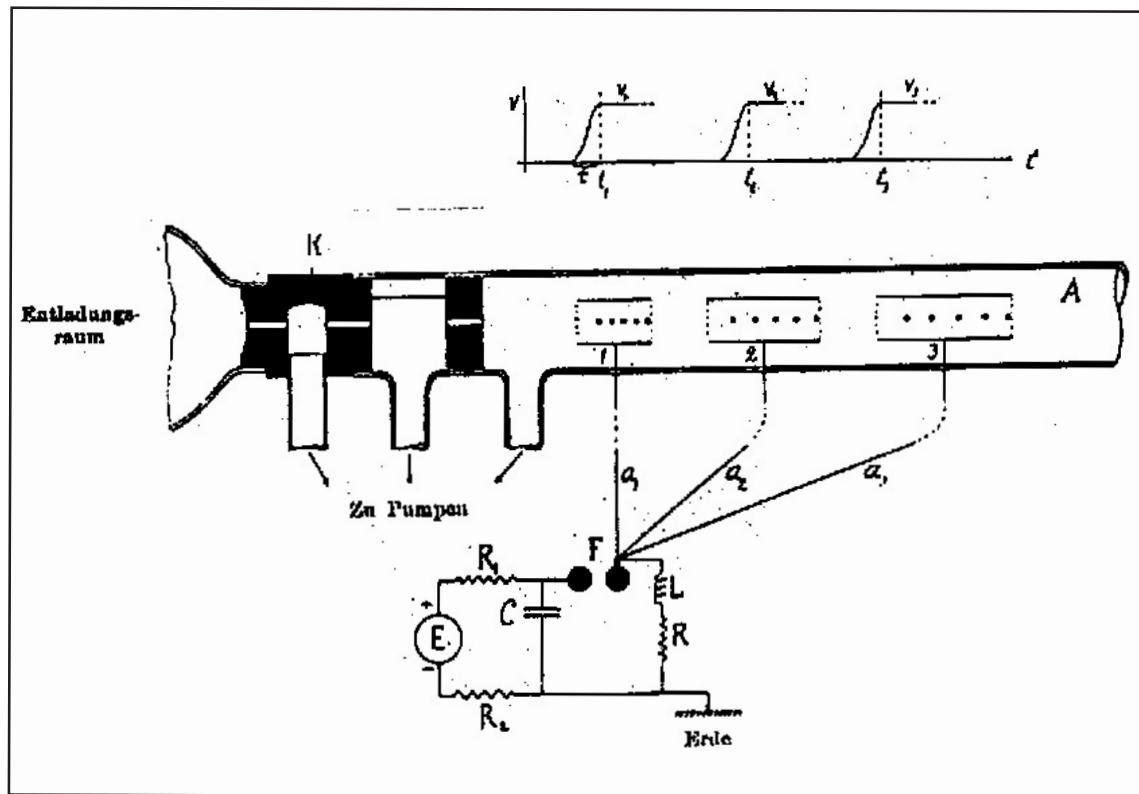 V
V₁
V₂
V₃
t
t₁
t₂
t₃
t
K
A
Entladungs-
raum
1
2
3
a₁
a₂
a₃
Zu Pumpen
F
R₁
L
C
+
E
R
−
R₂
Erde